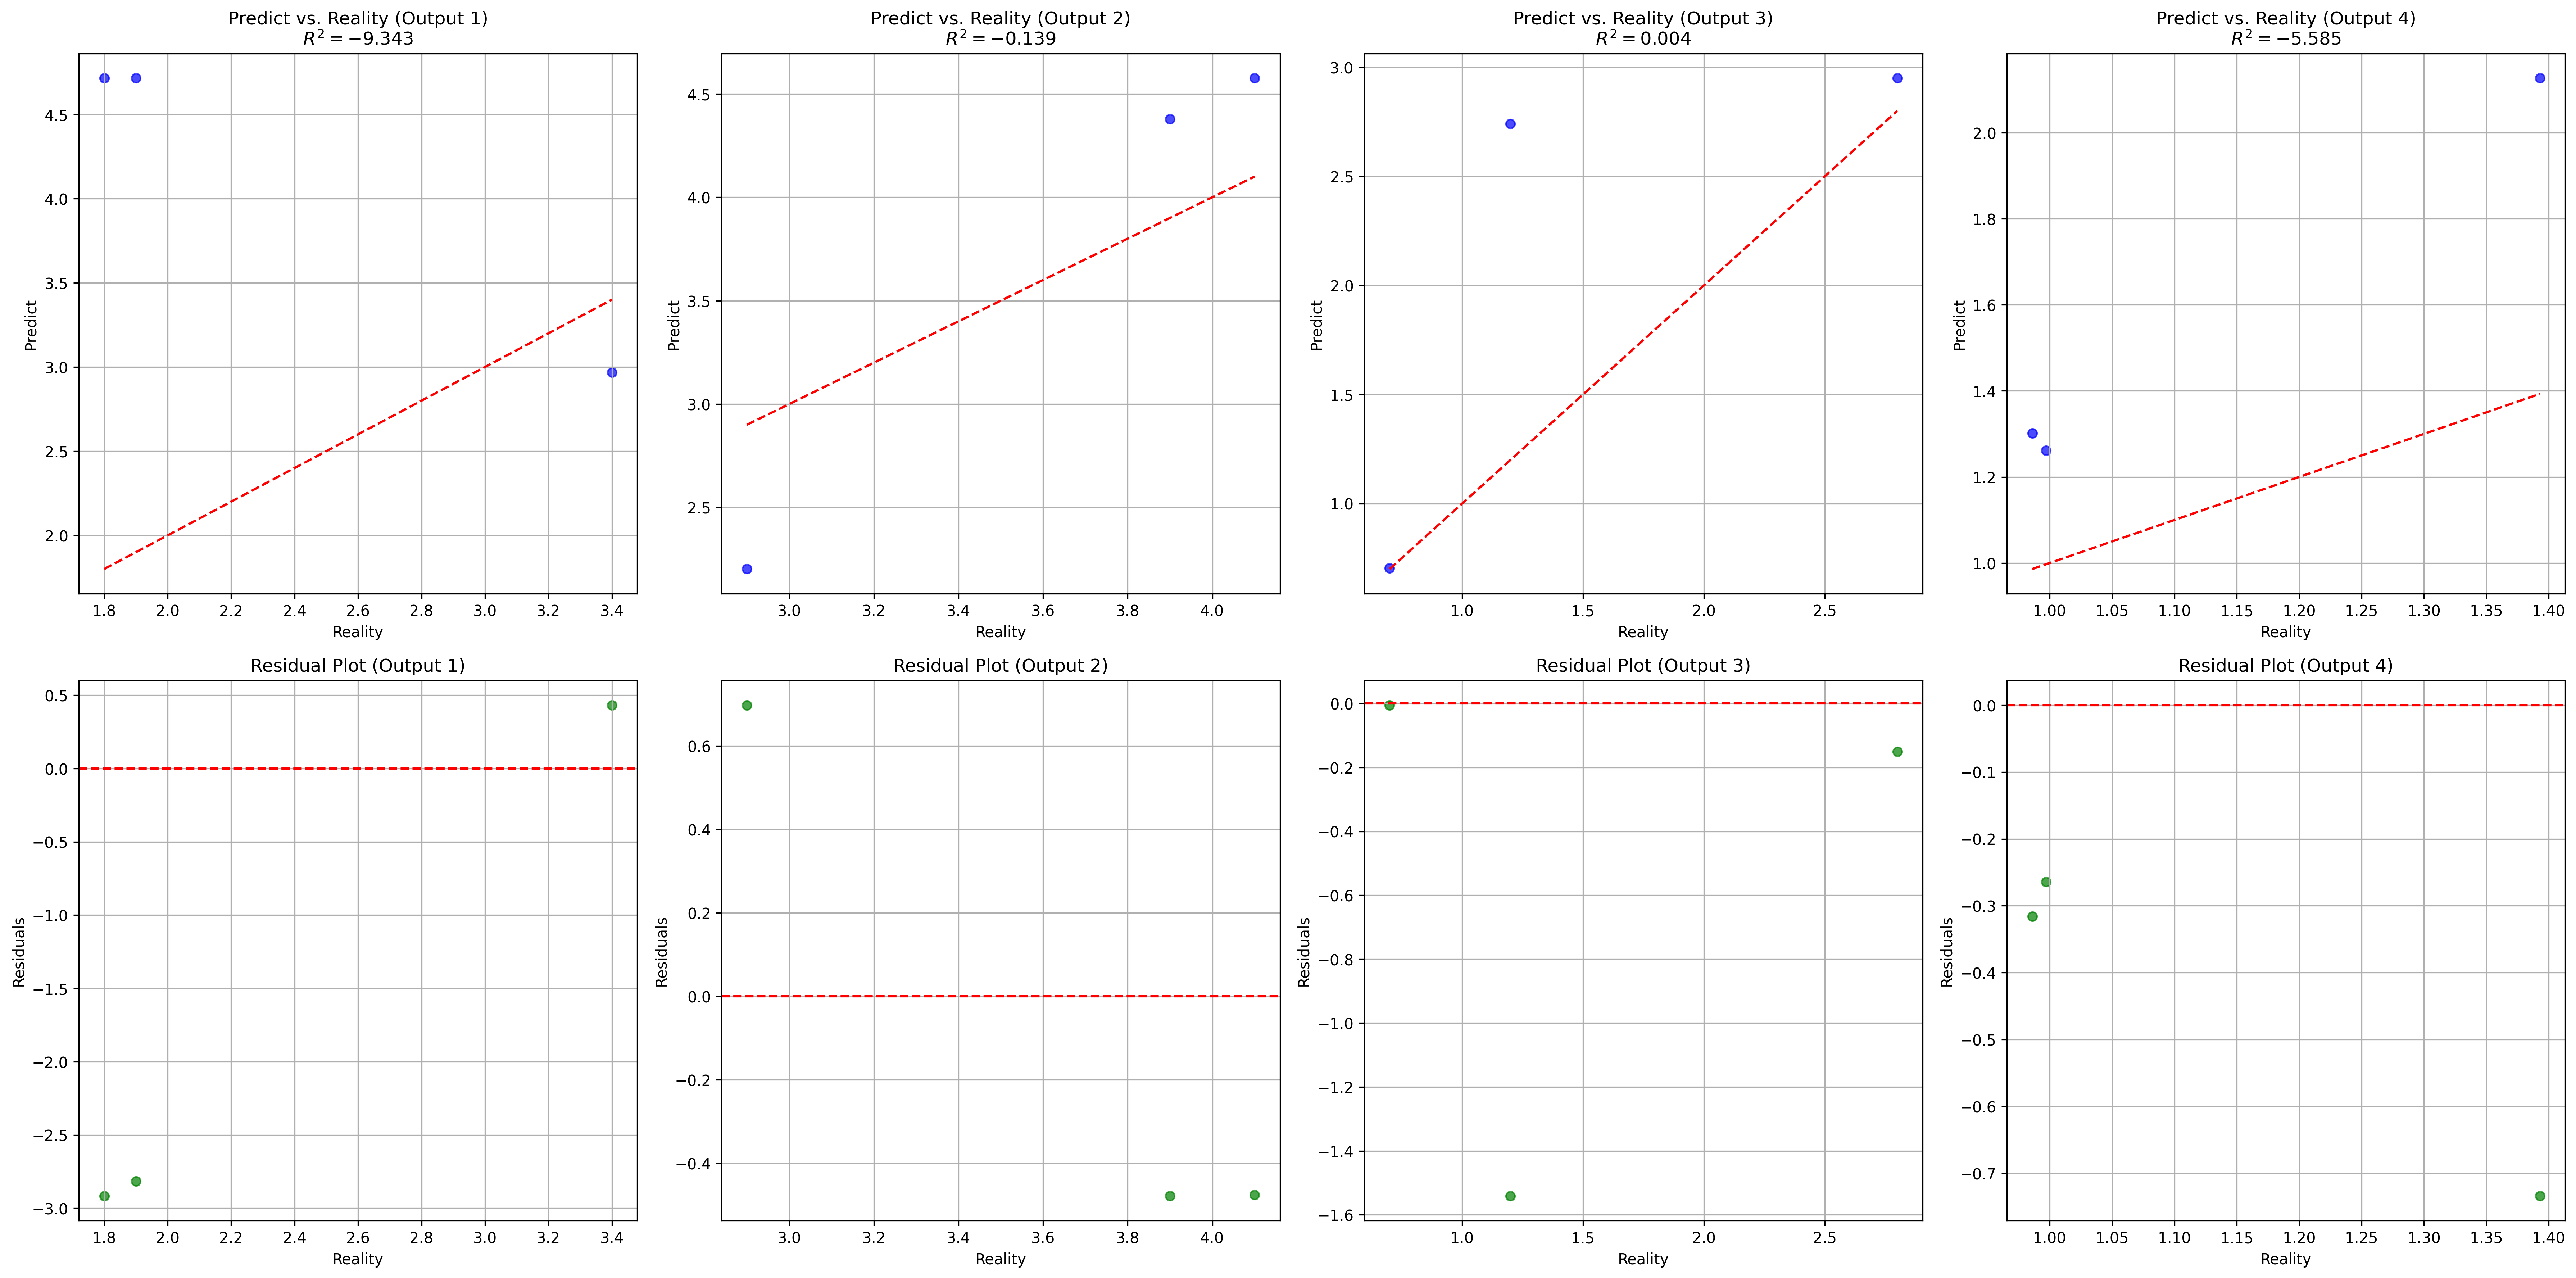 Predict vs. Reality (Output 1)
R² = −9.343
4.5
4.0
3.5
3.0
2.5
2.0
Predict
1.8 2.0 2.2 2.4 2.6 2.8 3.0 3.2 3.4
Reality
Predict vs. Reality (Output 2)
R² = −0.139
4.5
4.0
3.5
3.0
2.5
Predict
3.0 3.2 3.4 3.6 3.8 4.0
Reality
Predict vs. Reality (Output 3)
R² = 0.004
3.0
2.5
2.0
1.5
1.0
Predict
1.0 1.5 2.0 2.5
Reality
Predict vs. Reality (Output 4)
R² = −5.585
2.0
1.8
1.6
1.4
1.2
1.0
Predict
1.00 1.05 1.10 1.15 1.20 1.25 1.30 1.35 1.40
Reality
Residual Plot (Output 1)
0.5
0.0
−0.5
−1.0
−1.5
−2.0
−2.5
−3.0
Residuals
1.8 2.0 2.2 2.4 2.6 2.8 3.0 3.2 3.4
Reality
Residual Plot (Output 2)
0.6
0.4
0.2
0.0
−0.2
−0.4
Residuals
3.0 3.2 3.4 3.6 3.8 4.0
Reality
Residual Plot (Output 3)
0.0
−0.2
−0.4
−0.6
−0.8
−1.0
−1.2
−1.4
−1.6
Residuals
1.0 1.5 2.0 2.5
Reality
Residual Plot (Output 4)
0.0
−0.1
−0.2
−0.3
−0.4
−0.5
−0.6
−0.7
Residuals
1.00 1.05 1.10 1.15 1.20 1.25 1.30 1.35 1.40
Reality